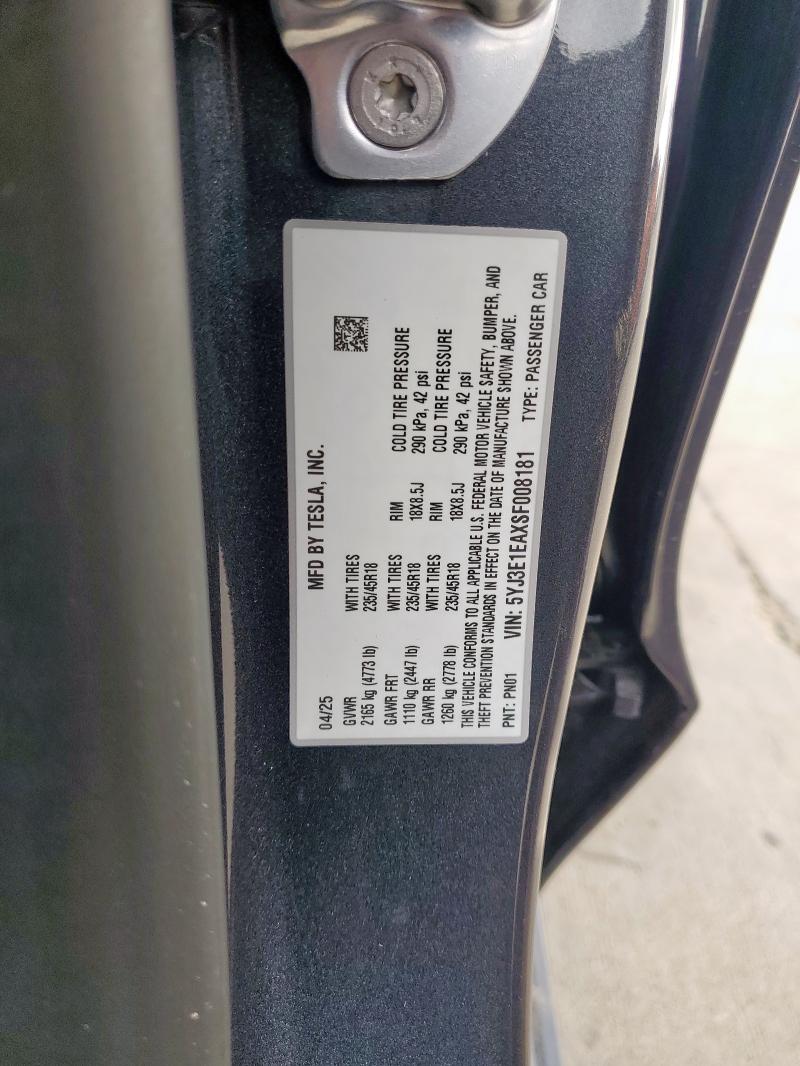 MFD BY TESLA, INC.
04/25
GVWR WITH TIRES RIM COLD TIRE PRESSURE
2165 kg (4773 lb) 235/45R18 18X8.5J 290 kPa, 42 psi
GAWR FRT WITH TIRES RIM COLD TIRE PRESSURE
1110 kg (2447 lb) 235/45R18 18X8.5J 290 kPa, 42 psi
GAWR RR
1260 kg (2778 lb)
THIS VEHICLE CONFORMS TO ALL APPLICABLE U.S. FEDERAL MOTOR VEHICLE SAFETY, BUMPER, AND
THEFT PREVENTION STANDARDS IN EFFECT ON THE DATE OF MANUFACTURE SHOWN ABOVE.
PNT: PN01 VIN: 5YJ3E1EAXSF008181 TYPE: PASSENGER CAR
WITH TIRES
235/45R18